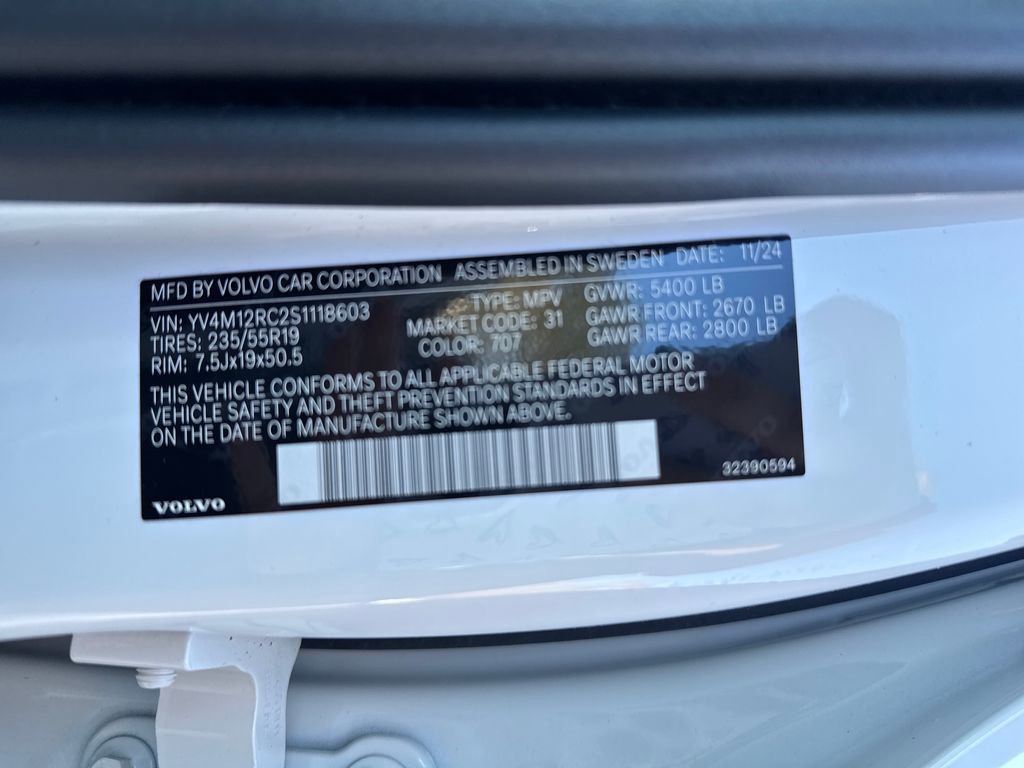 MFD BY VOLVO CAR CORPORATION ASSEMBLED IN SWEDEN DATE: 11/24
VIN: YV4M12RC2S1118603 TYPE: MPV GVWR: 5400 LB
TIRES: 235/55R19 MARKET CODE: 31 GAWR FRONT: 2670 LB
RIM: 7.5Jx19x50.5 COLOR: 707 GAWR REAR: 2800 LB
THIS VEHICLE CONFORMS TO ALL APPLICABLE FEDERAL MOTOR
VEHICLE SAFETY AND THEFT PREVENTION STANDARDS IN EFFECT
ON THE DATE OF MANUFACTURE SHOWN ABOVE.
VOLVO 32390594